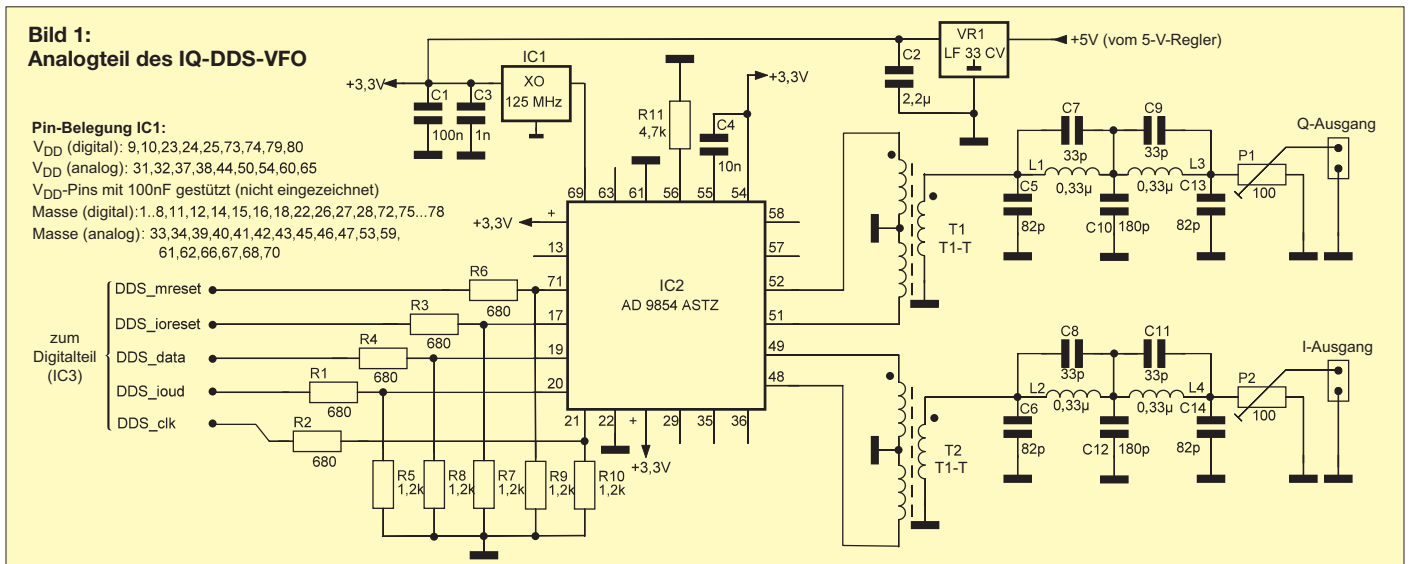 Bild 1:
Analogteil des IQ-DDS-VFO
Pin-Belegung IC1:
V_DD (digital): 9,10,23,24,25,73,74,79,80
V_DD (analog): 31,32,37,38,44,50,54,60,65
V_DD-Pins mit 100nF gestützt (nicht eingezeichnet)
Masse (digital):1..8,11,12,14,15,16,18,22,26,27,28,72,75...78
Masse (analog): 33,34,39,40,41,42,43,45,46,47,53,59,
61,62,66,67,68,70
+3,3V
C1
100n
C3
1n
IC1
XO
125 MHz
R11
4,7k
C4
10n
+3,3V
C2
2,2µ
VR1
LF 33 CV
+5V (vom 5-V-Regler)
69
63
61
56
55
54
+3,3V
+
13
71
17
19
20
58
57
52
51
49
48
IC2
AD 9854 ASTZ
21
22
+
29
35
36
+3,3V
zum
Digitalteil
(IC3)
DDS_mreset
DDS_ioreset
DDS_data
DDS_ioud
DDS_clk
R6
680
R3
680
R4
680
R1
680
R2
680
R5
1,2k
R8
1,2k
R7
1,2k
R9
1,2k
R10
1,2k
T1
T1-T
C7
33p
C9
33p
L1
0,33µ
L3
0,33µ
C5
82p
C10
180p
C13
82p
P1
100
Q-Ausgang
T2
T1-T
C8
33p
C11
33p
L2
0,33µ
L4
0,33µ
C6
82p
C12
180p
C14
82p
P2
100
I-Ausgang